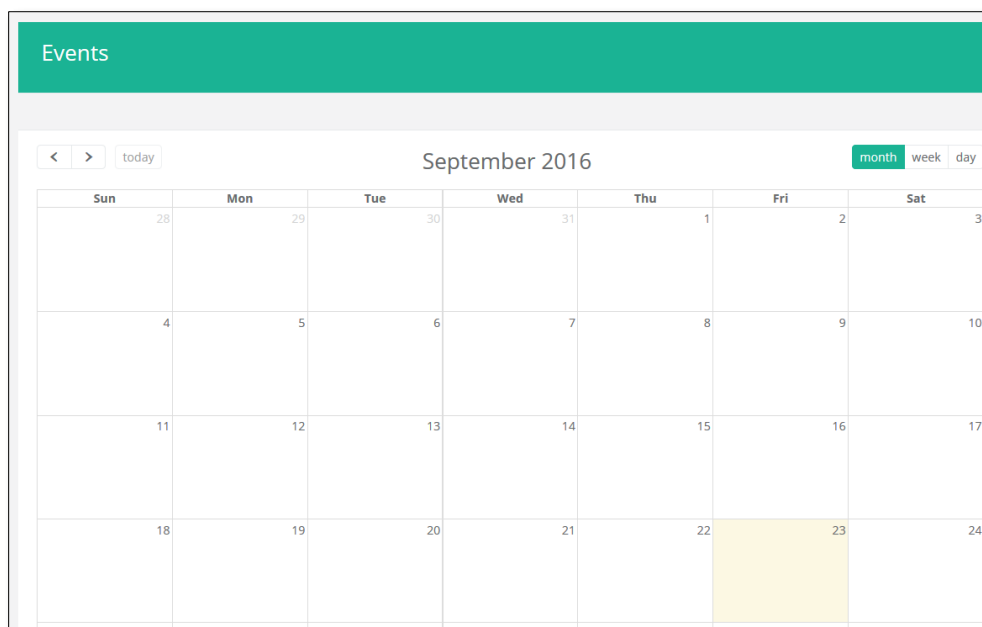 Events
today
September 2016
month week day
Sun Mon Tue Wed Thu Fri Sat
28 29 30 31 1 2 3
4 5 6 7 8 9 10
11 12 13 14 15 16 17
18 19 20 21 22 23 24